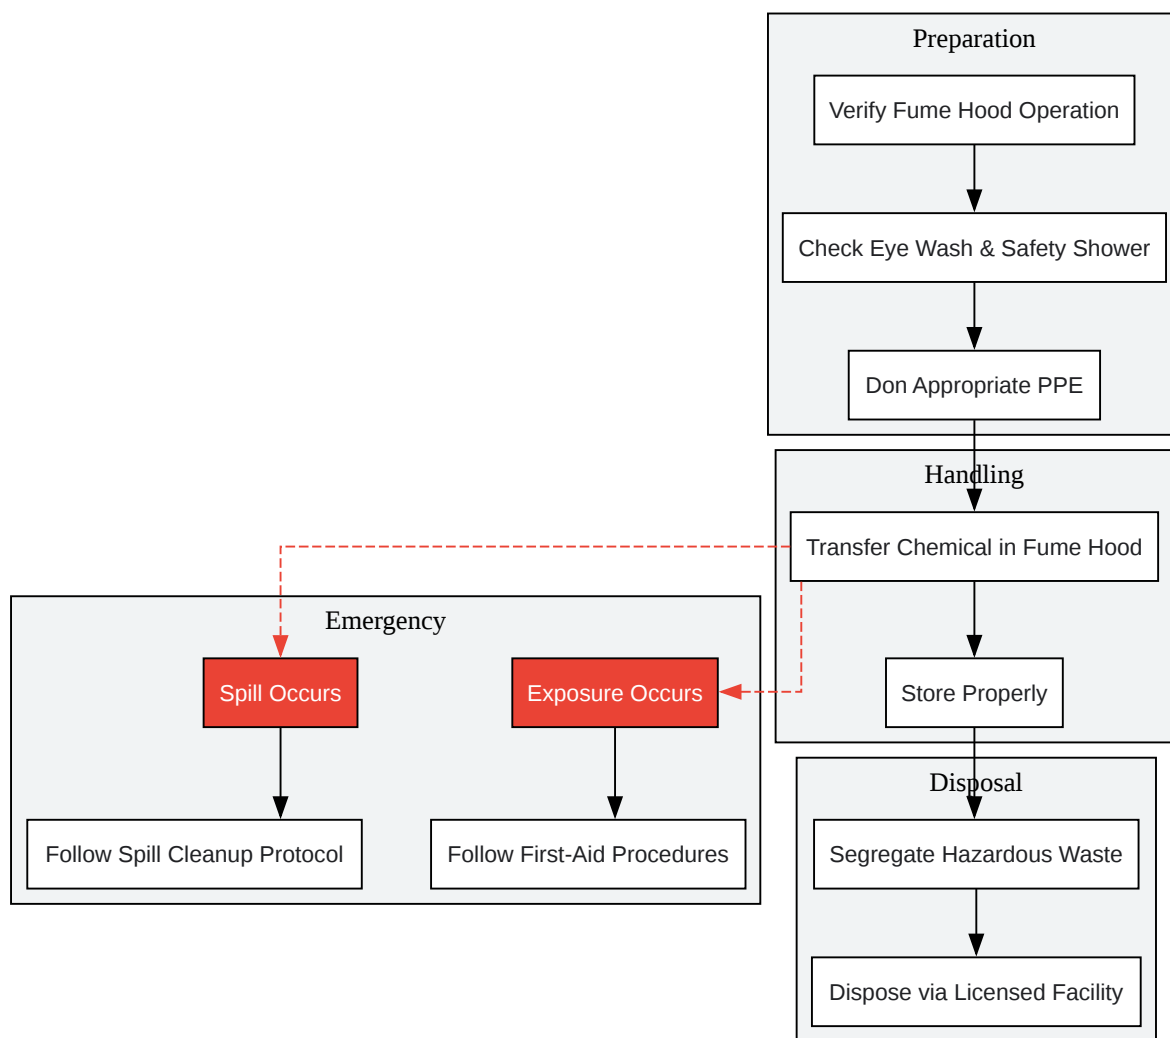 Preparation
Verify Fume Hood Operation
Check Eye Wash & Safety Shower
Don Appropriate PPE
Handling
Transfer Chemical in Fume Hood
Store Properly
Emergency
Spill Occurs
Exposure Occurs
Follow Spill Cleanup Protocol
Follow First-Aid Procedures
Disposal
Segregate Hazardous Waste
Dispose via Licensed Facility